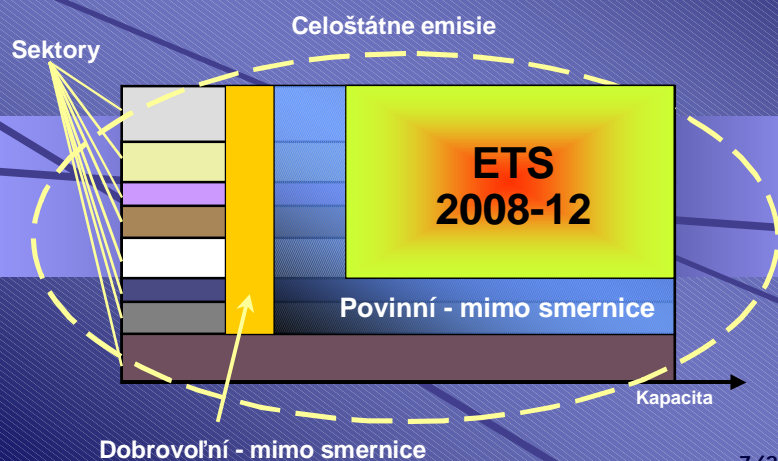 Celoštátne emisie
Sektory
ETS
2008-12
Povinní - mimo smernice
Kapacita
Dobrovoľní - mimo smernice